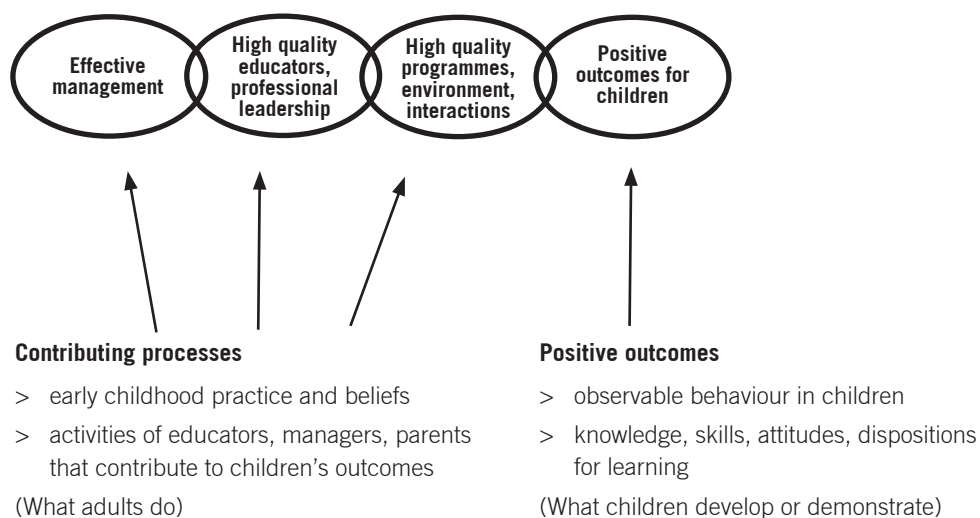 Effective
management
High quality
educators,
professional
leadership
High quality
programmes,
environment,
interactions
Positive
outcomes for
children
Contributing processes
> early childhood practice and beliefs
> activities of educators, managers, parents
that contribute to children’s outcomes
(What adults do)
Positive outcomes
> observable behaviour in children
> knowledge, skills, attitudes, dispositions
for learning
(What children develop or demonstrate)